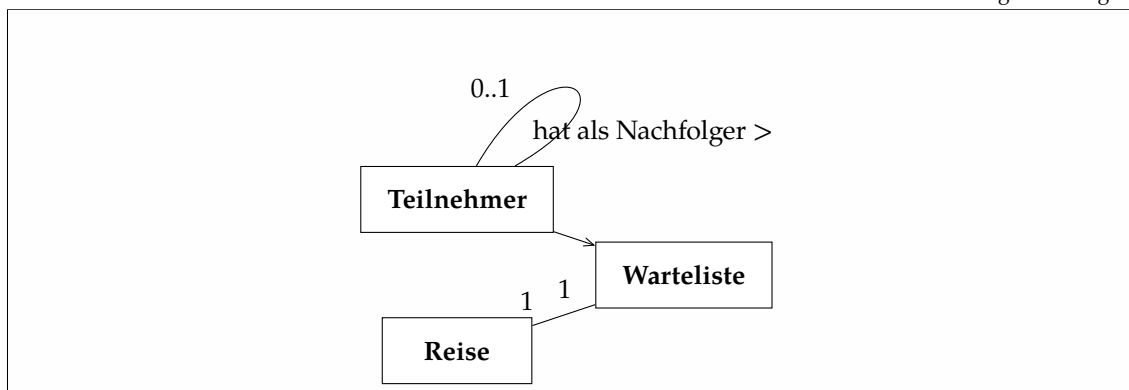 0..1
hat als Nachfolger >
Teilnehmer
Warteliste
1
1
Reise